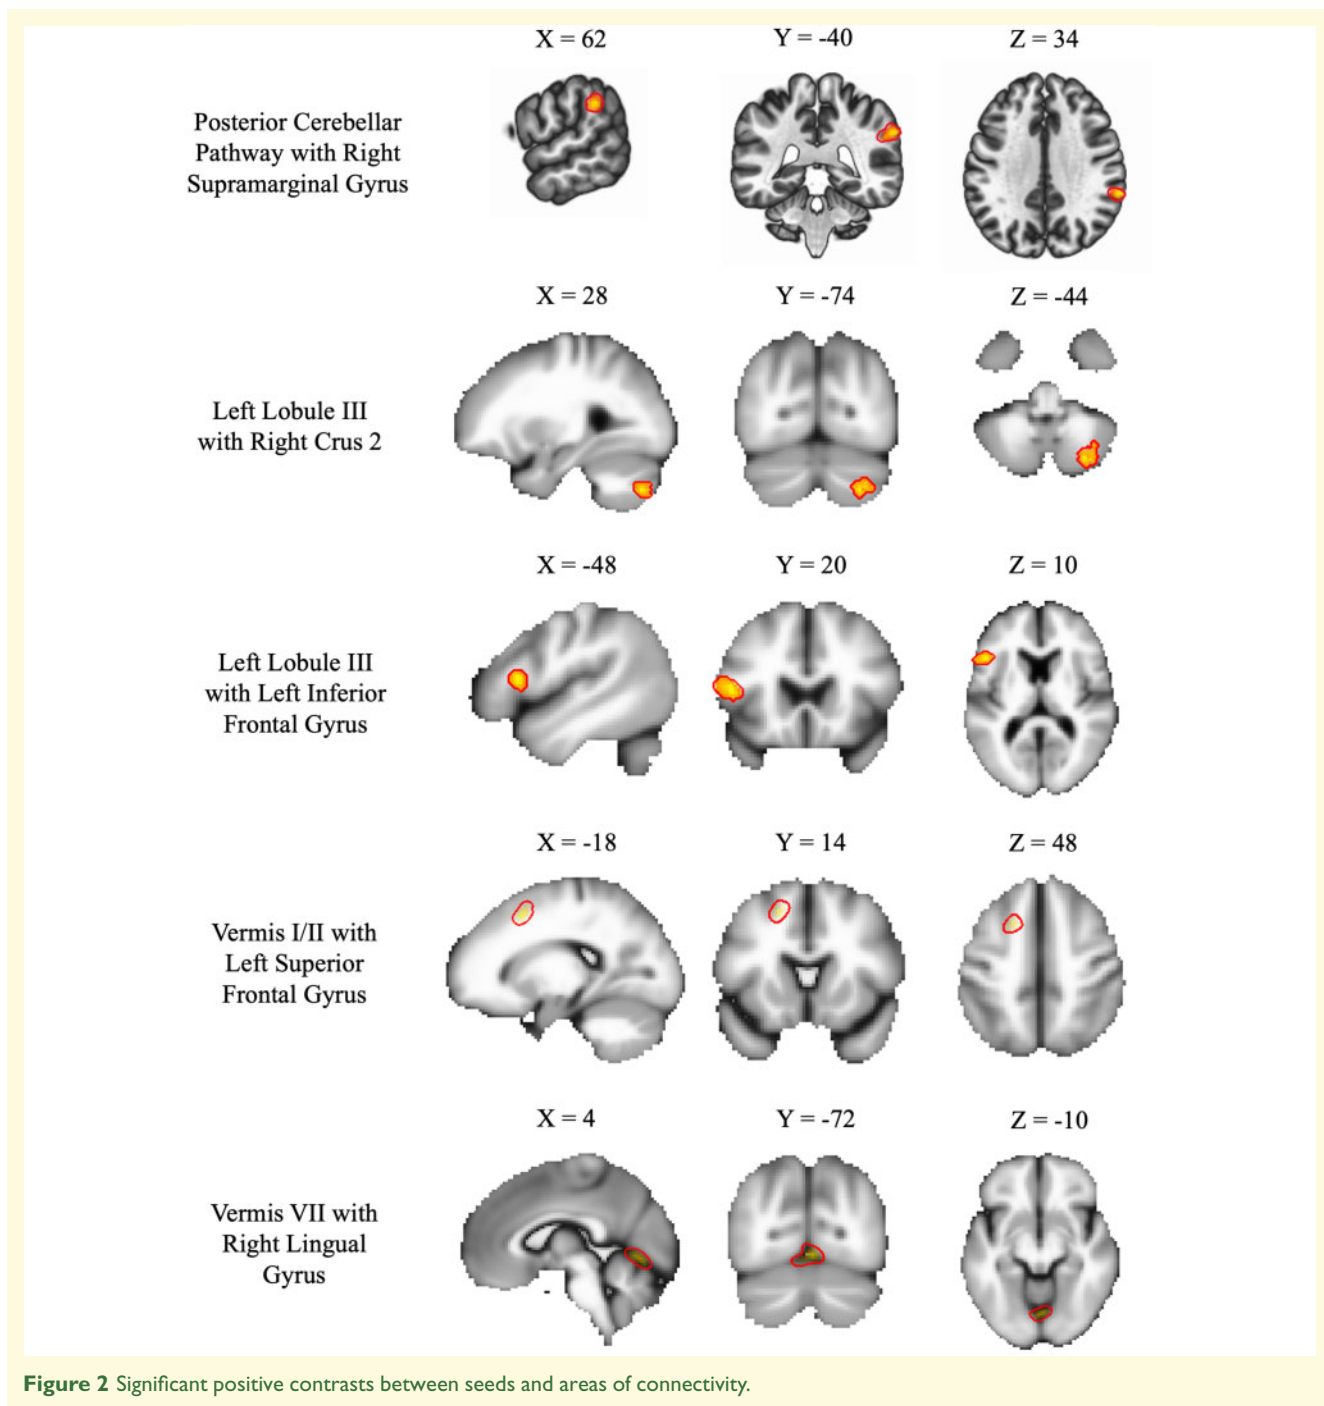 X = 62
Y = -40
Z = 34
Posterior Cerebellar
Pathway with Right
Supramarginal Gyrus
X = 28
Y = -74
Z = -44
Left Lobule III
with Right Crus 2
X = -48
Y = 20
Z = 10
Left Lobule III
with Left Inferior
Frontal Gyrus
X = -18
Y = 14
Z = 48
Vermis I/II with
Left Superior
Frontal Gyrus
X = 4
Y = -72
Z = -10
Vermis VII with
Right Lingual
Gyrus
Figure 2 Significant positive contrasts between seeds and areas of connectivity.